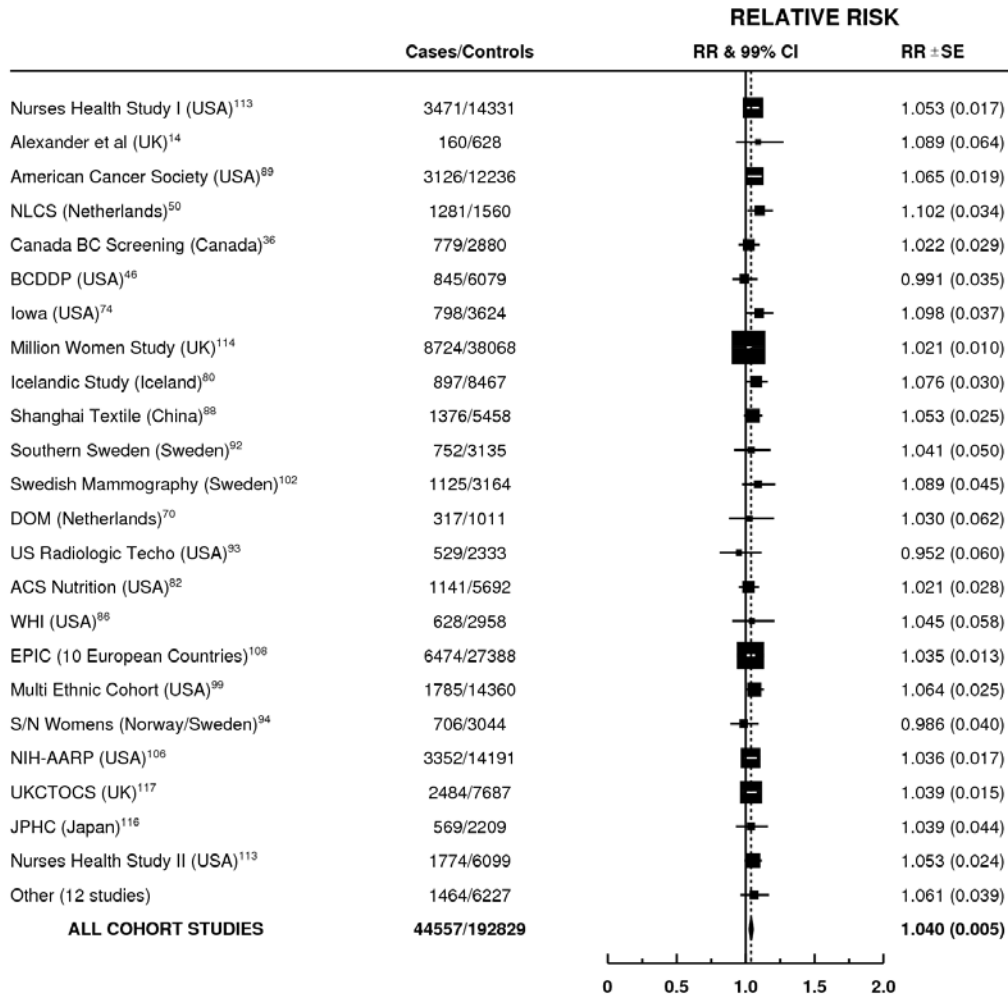 RELATIVE RISK
Cases/Controls RR & 99% CI RR ±SE
Nurses Health Study I (USA)113 3471/14331 1.053 (0.017)
Alexander et al (UK)14 160/628 1.089 (0.064)
American Cancer Society (USA)89 3126/12236 1.065 (0.019)
NLCS (Netherlands)50 1281/1560 1.102 (0.034)
Canada BC Screening (Canada)36 779/2880 1.022 (0.029)
BCDDP (USA)46 845/6079 0.991 (0.035)
Iowa (USA)74 798/3624 1.098 (0.037)
Million Women Study (UK)114 8724/38068 1.021 (0.010)
Icelandic Study (Iceland)80 897/8467 1.076 (0.030)
Shanghai Textile (China)88 1376/5458 1.053 (0.025)
Southern Sweden (Sweden)92 752/3135 1.041 (0.050)
Swedish Mammography (Sweden)102 1125/3164 1.089 (0.045)
DOM (Netherlands)70 317/1011 1.030 (0.062)
US Radiologic Techo (USA)93 529/2333 0.952 (0.060)
ACS Nutrition (USA)82 1141/5692 1.021 (0.028)
WHI (USA)86 628/2958 1.045 (0.058)
EPIC (10 European Countries)108 6474/27388 1.035 (0.013)
Multi Ethnic Cohort (USA)99 1785/14360 1.064 (0.025)
S/N Womens (Norway/Sweden)94 706/3044 0.986 (0.040)
NIH-AARP (USA)106 3352/14191 1.036 (0.017)
UKCTOCS (UK)117 2484/7687 1.039 (0.015)
JPHC (Japan)116 569/2209 1.039 (0.044)
Nurses Health Study II (USA)113 1774/6099 1.053 (0.024)
Other (12 studies) 1464/6227 1.061 (0.039)
ALL COHORT STUDIES 44557/192829 1.040 (0.005)
0 0.5 1.0 1.5 2.0